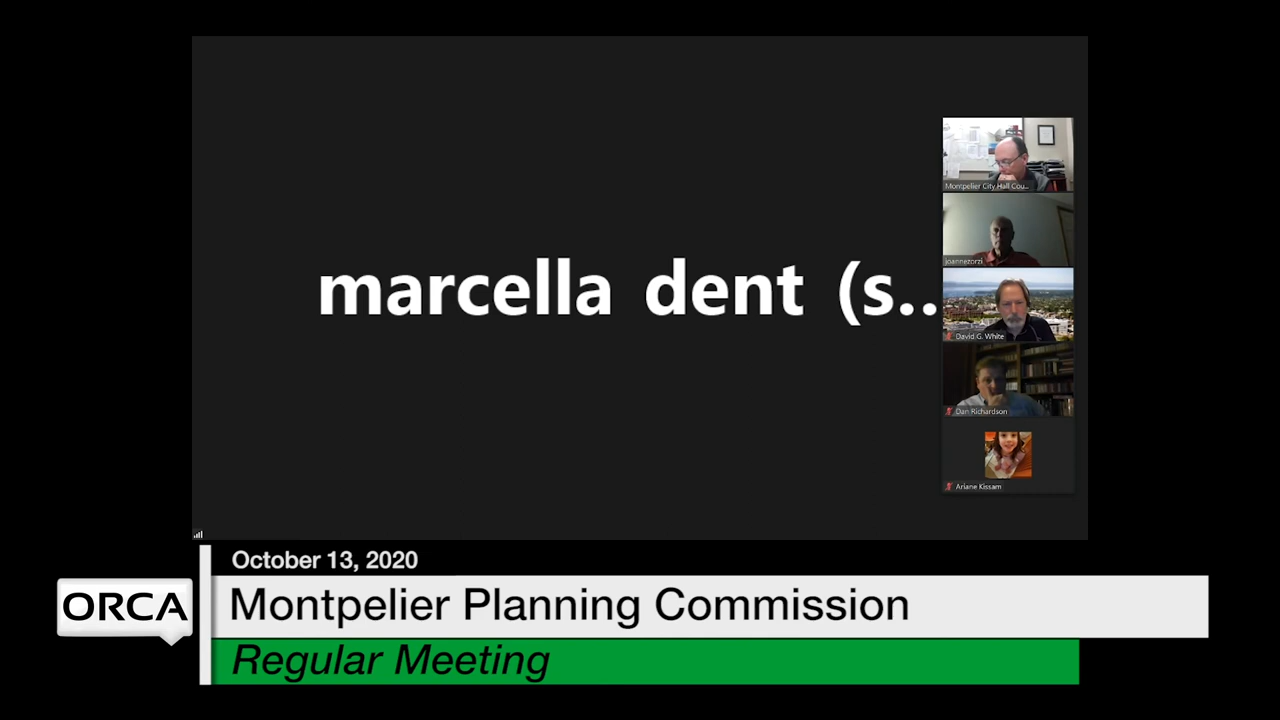 marcella dent (s...
Montpelier City Hall Cou...
joannezorzi
David G. White
Dan Richardson
Ariane Kissam
October 13, 2020
ORCA
Montpelier Planning Commission
Regular Meeting